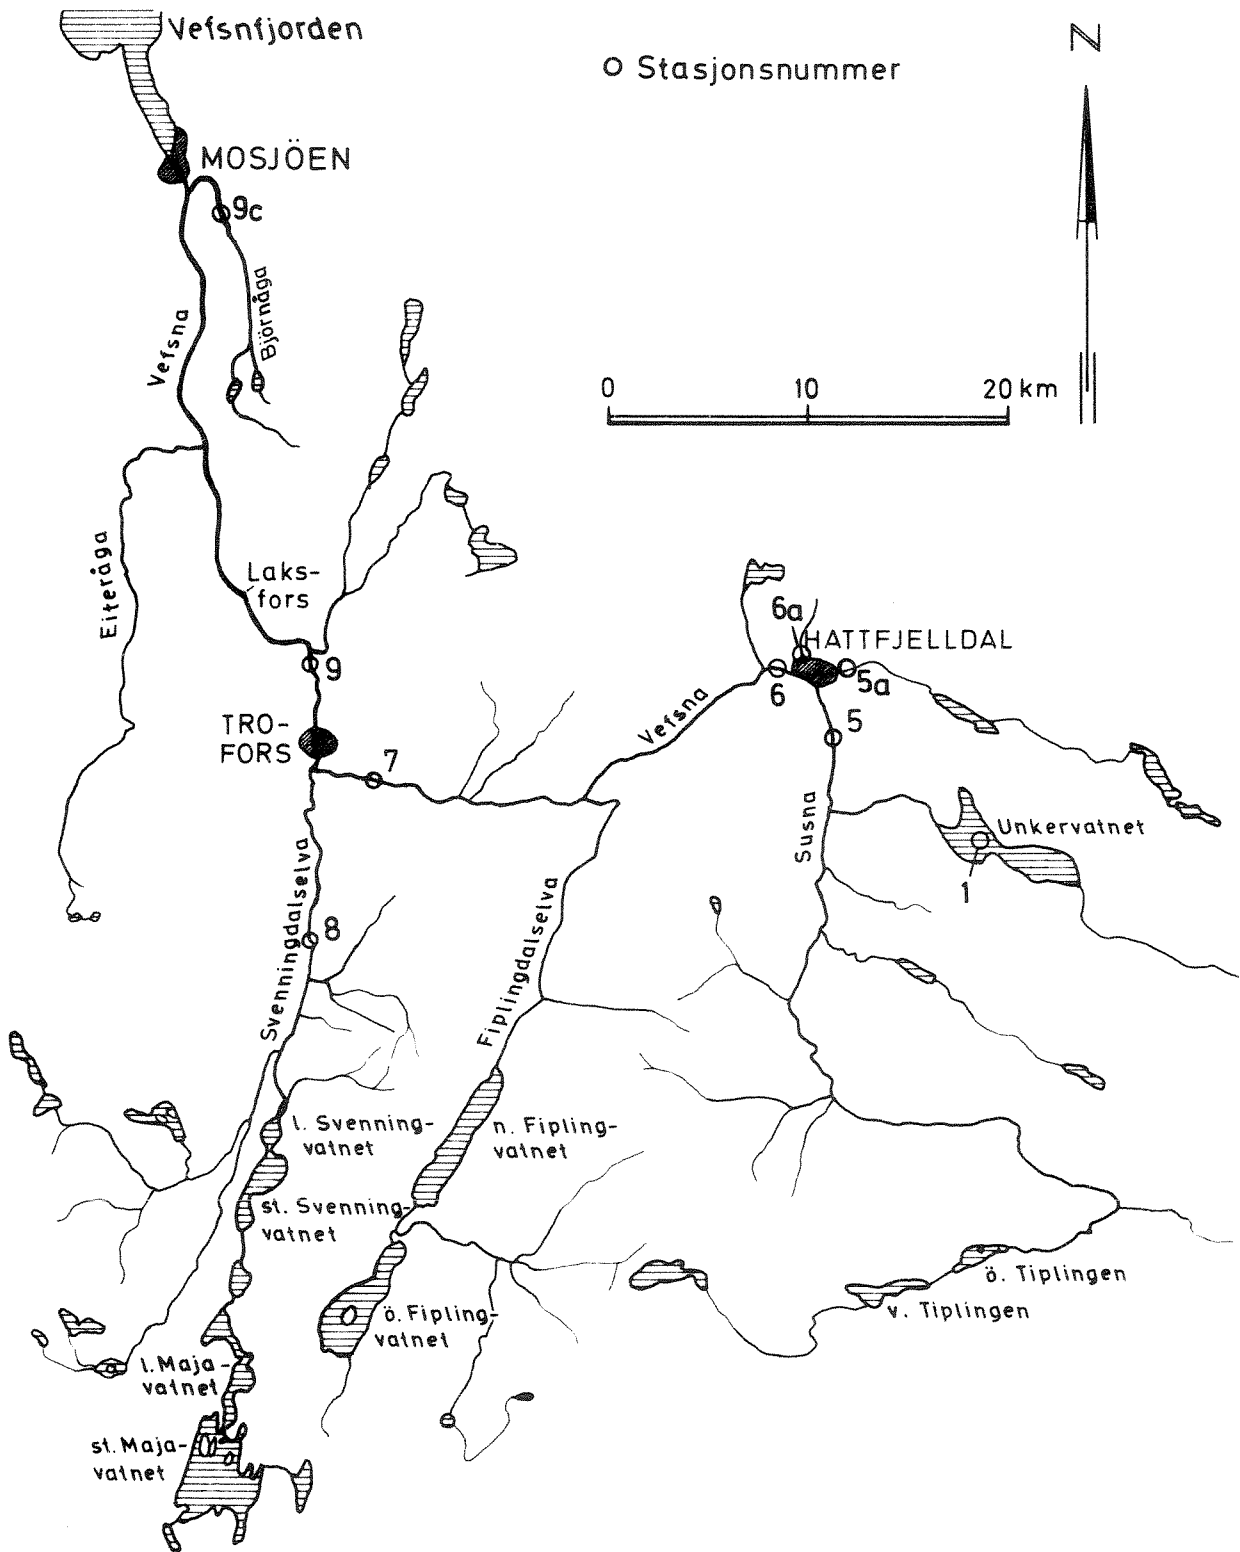 Vefsnfjorden
N
O Stasjonsnummer
MOSJÖEN
9c
Björnåga
Vefsna
0 10 20 km
Eiteråga
Laks-
fors
6a
HATTFJELLDAL
9
6
5a
Vefsna
5
TRO-
FORS
7
Susna
Unkervatnet
1
Svenningdalselva
8
Fiplingdalselva
l. Svenning-
vatnet
n. Fipling-
vatnet
st. Svenning-
vatnet
ö. Tiplingen
v. Tiplingen
ö. Fipling-
vatnet
l. Maja-
vatnet
st. Maja-
vatnet